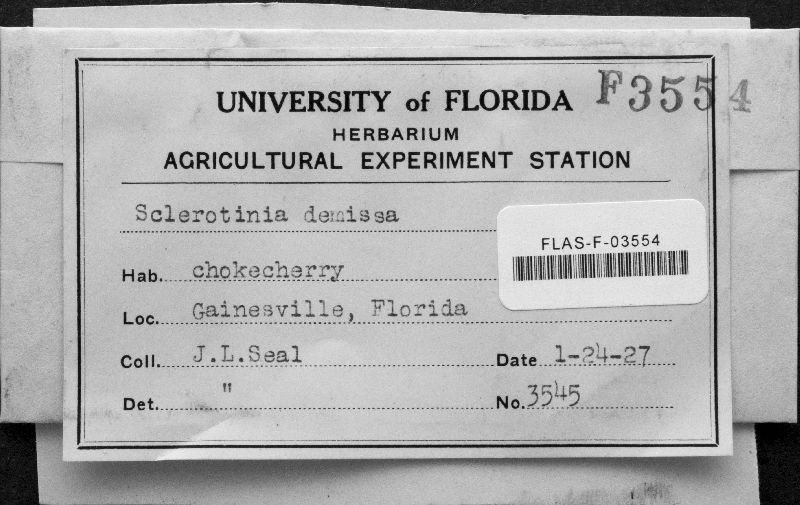 UNIVERSITY of FLORIDA F3554
HERBARIUM
AGRICULTURAL EXPERIMENT STATION
Sclerotinia demissa
FLAS-F-03554
Hab. chokecherry
Loc. Gainesville, Florida
Coll. J.L.Seal Date 1-24-27
Det. " No. 3545